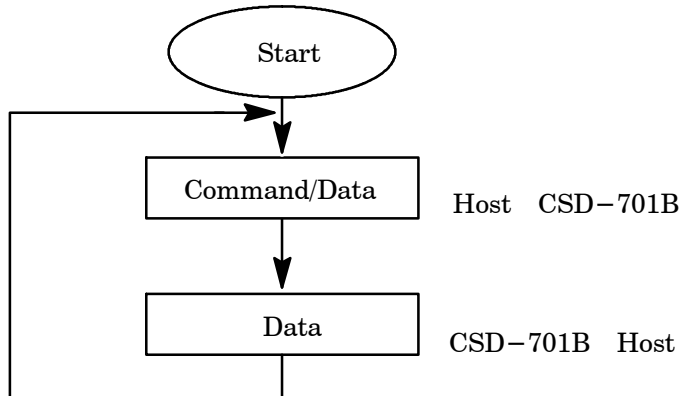 Start
Command/Data
Host CSD−701B
Data
CSD−701B Host